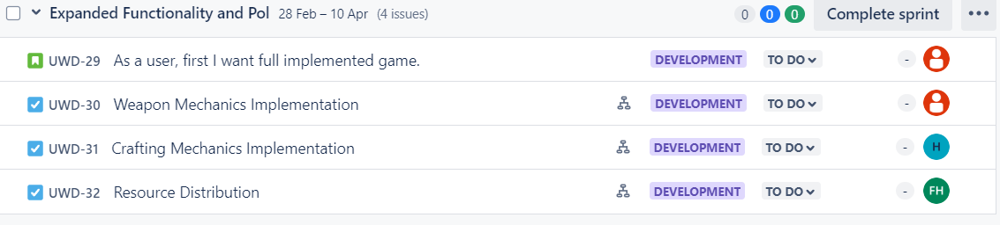 Expanded Functionality and Pol 28 Feb – 10 Apr (4 issues) 0 0 0 Complete sprint
UWD-29 As a user, first I want full implemented game. DEVELOPMENT TO DO -
UWD-30 Weapon Mechanics Implementation DEVELOPMENT TO DO -
UWD-31 Crafting Mechanics Implementation DEVELOPMENT TO DO - H
UWD-32 Resource Distribution DEVELOPMENT TO DO - FH